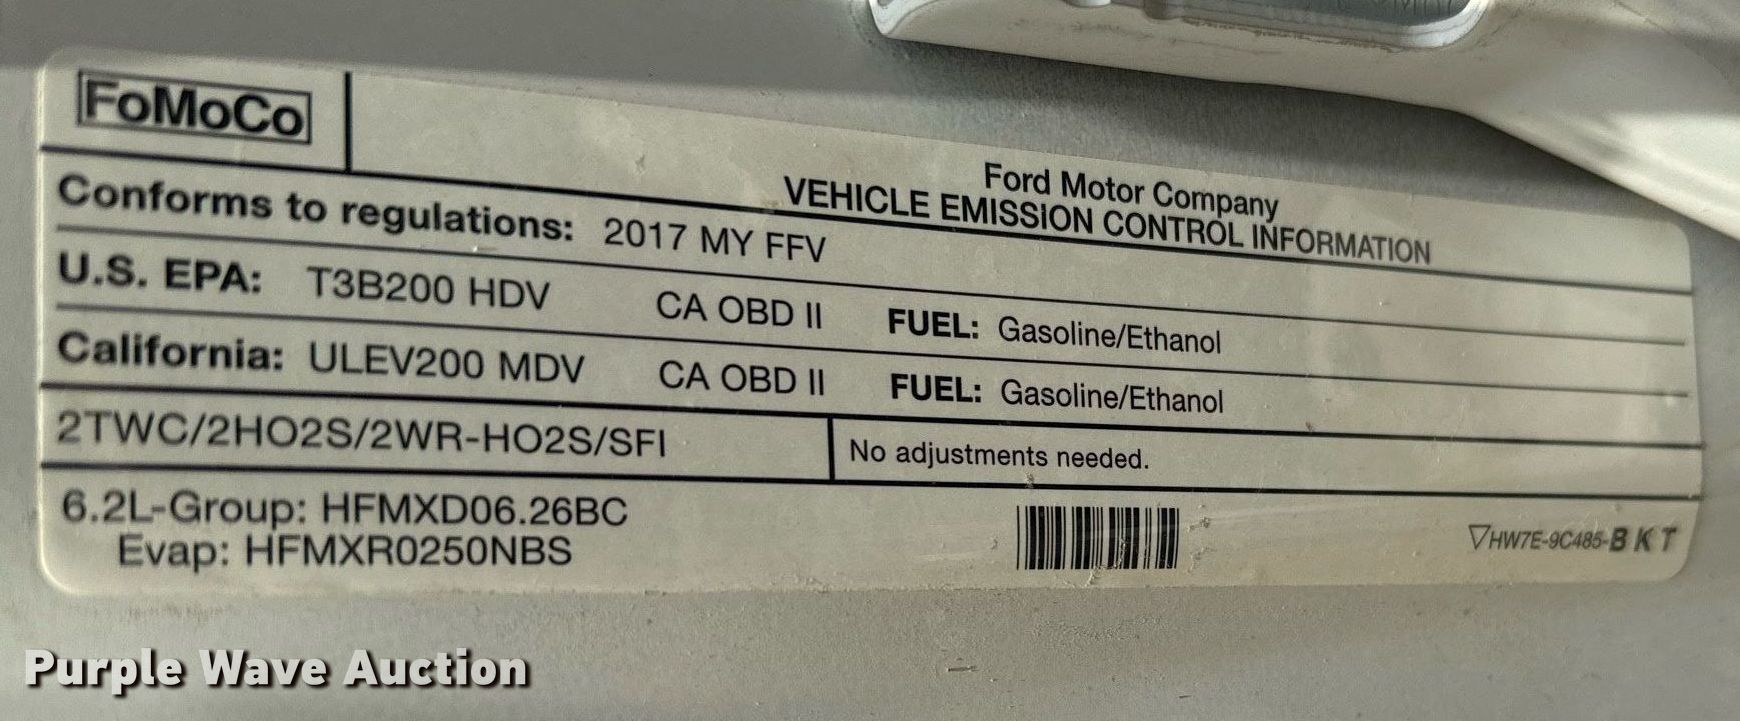 FoMoCo
Ford Motor Company
VEHICLE EMISSION CONTROL INFORMATION
Conforms to regulations: 2017 MY FFV
U.S. EPA: T3B200 HDV CA OBD II FUEL: Gasoline/Ethanol
California: ULEV200 MDV CA OBD II FUEL: Gasoline/Ethanol
2TWC/2HO2S/2WR-HO2S/SFI
No adjustments needed.
6.2L-Group: HFMXD06.26BC
Evap: HFMXR0250NBS
▽HW7E-9C485-B K T
Purple Wave Auction